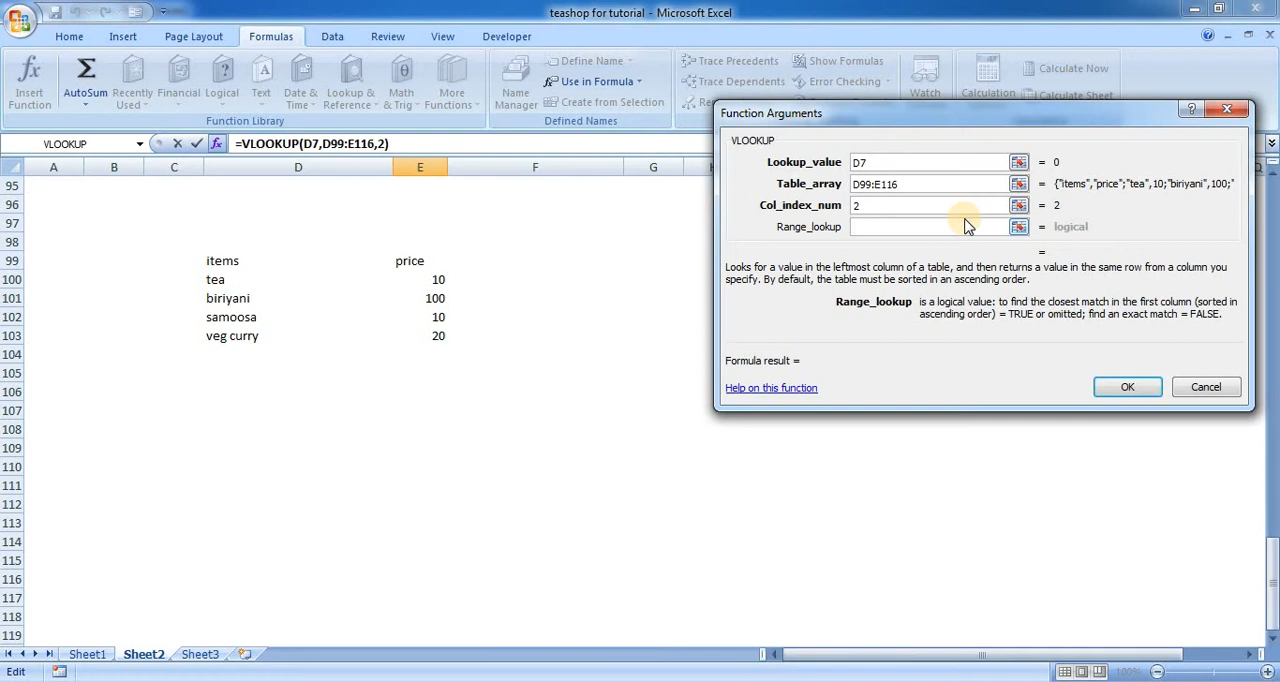 teashop for tutorial - Microsoft Excel
Home Insert Page Layout Formulas Data Review View Developer
Insert Function
AutoSum
Recently Used
Financial
Logical
Text
Date & Time
Lookup & Reference
Math & Trig
More Functions
Function Library
Name Manager
Define Name
Use in Formula
Create from Selection
Defined Names
Trace Precedents
Trace Dependents
Show Formulas
Error Checking
Watch
Calculation
Calculate Now
Calculate Sheet
VLOOKUP =VLOOKUP(D7,D99:E116,2)
A B C D E F G
95
96
97
98
99 items price
100 tea 10
101 biriyani 100
102 samoosa 10
103 veg curry 20
104
105
106
107
108
109
110
111
112
113
114
115
116
117
118
119
Function Arguments
VLOOKUP
Lookup_value D7 = 0
Table_array D99:E116 = {"items","price";"tea",10;"biriyani",100;"
Col_index_num 2 = 2
Range_lookup = logical
=
Looks for a value in the leftmost column of a table, and then returns a value in the same row from a column you
specify. By default, the table must be sorted in an ascending order.
Range_lookup is a logical value: to find the closest match in the first column (sorted in
ascending order) = TRUE or omitted; find an exact match = FALSE.
Formula result =
Help on this function
OK Cancel
Sheet1 Sheet2 Sheet3
Edit 100%